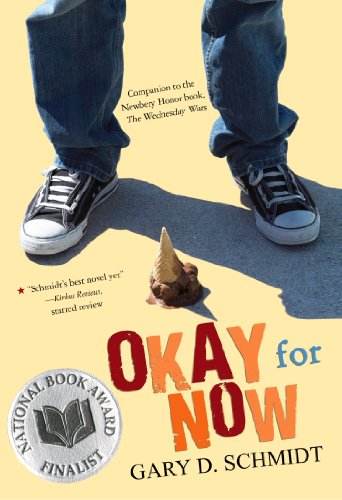 Companion to the
Newbery Honor book,
The Wednesday Wars
★ "Schmidt's best novel yet"
—Kirkus Reviews,
starred review
OKAY for
NOW
NATIONAL BOOK AWARD
FINALIST
GARY D. SCHMIDT